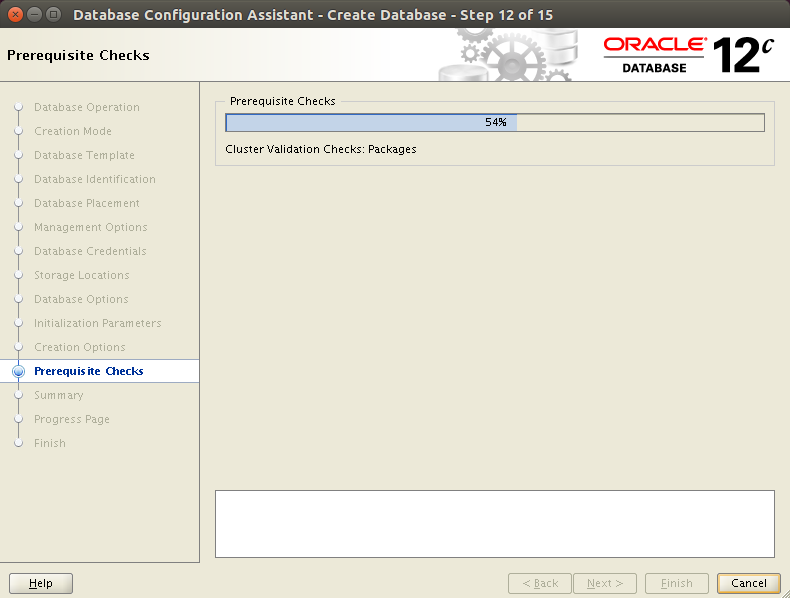 Database Configuration Assistant - Create Database - Step 12 of 15
Prerequisite Checks
ORACLE®
DATABASE
12c
Database Operation
Creation Mode
Database Template
Database Identification
Database Placement
Management Options
Database Credentials
Storage Locations
Database Options
Initialization Parameters
Creation Options
Prerequisite Checks
Summary
Progress Page
Finish
Prerequisite Checks
54%
Cluster Validation Checks: Packages
Help
< Back
Next >
Finish
Cancel